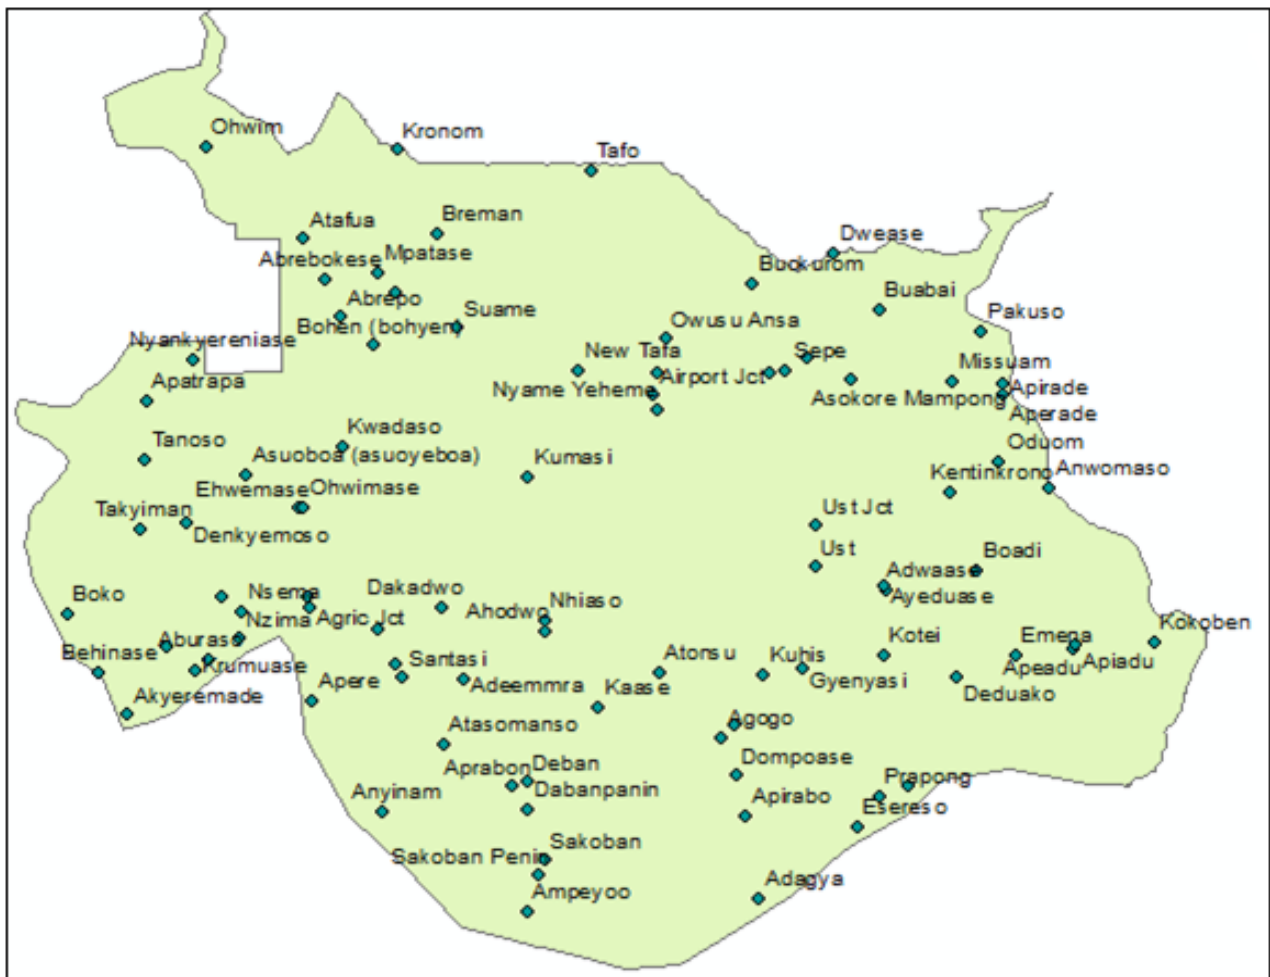 Ohwim
Kronom
Tafo
Atafua
Breman
Dwease
Abrebokese
Mpatase
Buokurom
Buabai
Abrepo
Suame
Bohen (bohyen)
Owusu Ansa
Pakuso
Nyankyereniase
New Tafa
Sepe
Missuam
Apatrapa
Nyame Yeheme
Airport Jct
Asokore Mampong
Apirade
Aperade
Kwadaso
Tanoso
Asuoboa (asuoyeboa)
Kumasi
Oduom
Kentinkrono
Anwomaso
Ehwemase
Ohwimase
Takyiman
Denkyemoso
Ust Jct
Ust
Boadi
Adwaase
Ayeduase
Boko
Nsema
Dakadwo
Ahodwo
Nhiaso
Nzima
Agric Jct
Aburaso
Kotei
Emena
Kokoben
Behinase
Krumuase
Santasi
Atonsu
Kuhis
Gyenyasi
Apeadu
Apiadu
Akyeremade
Apere
Adeemmra
Kaase
Deduako
Atasomanso
Agogo
Aprabon
Deban
Dompoase
Anyinam
Dabanpanin
Apirabo
Prapong
Esereso
Sakoban
Sakoban Penin
Ampeyoo
Adagya